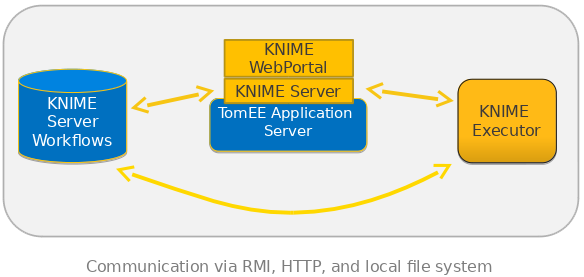 KNIME
WebPortal
KNIME Server
TomEE Application
Server
KNIME
Server
Workflows
KNIME
Executor
Communication via RMI, HTTP, and local file system